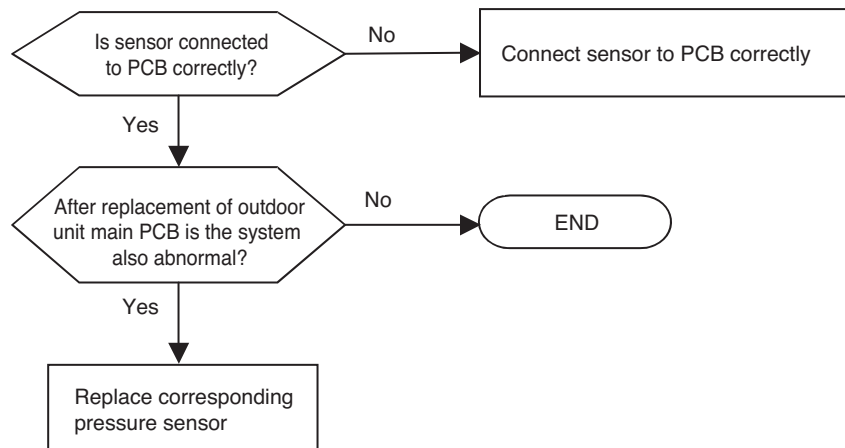 Is sensor connected
to PCB correctly?
No
Connect sensor to PCB correctly
Yes
After replacement of outdoor
unit main PCB is the system
also abnormal?
No
END
Yes
Replace corresponding
pressure sensor